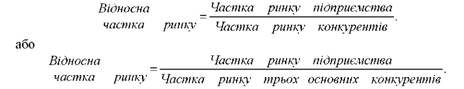 Відносна частка ринку = Частка ринку підприємства / Частка ринку конкурентів.
або
Відносна частка ринку = Частка ринку підприємства / Частка ринку трьох основних конкурентів.